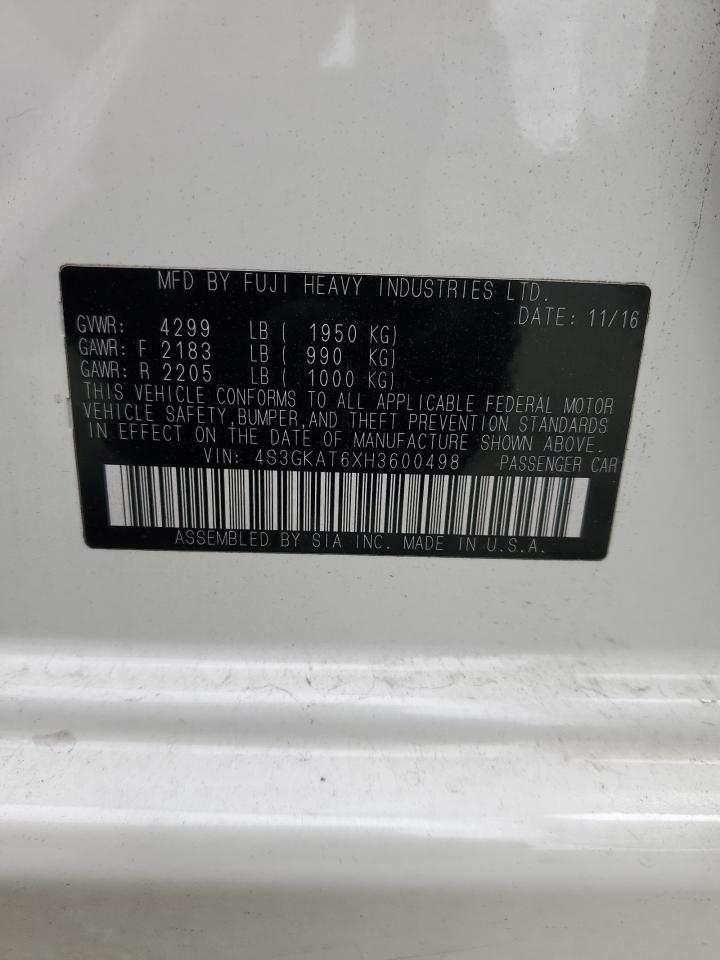 MFD BY FUJI HEAVY INDUSTRIES LTD.
DATE: 11/16
GVWR: 4299 LB ( 1950 KG)
GAWR: F 2183 LB ( 990 KG)
GAWR: R 2205 LB ( 1000 KG)
THIS VEHICLE CONFORMS TO ALL APPLICABLE FEDERAL MOTOR
VEHICLE SAFETY,BUMPER,AND THEFT PREVENTION STANDARDS
IN EFFECT ON THE DATE OF MANUFACTURE SHOWN ABOVE.
VIN: 4S3GKAT6XH3600498 PASSENGER CAR
ASSEMBLED BY SIA INC. MADE IN U.S.A.